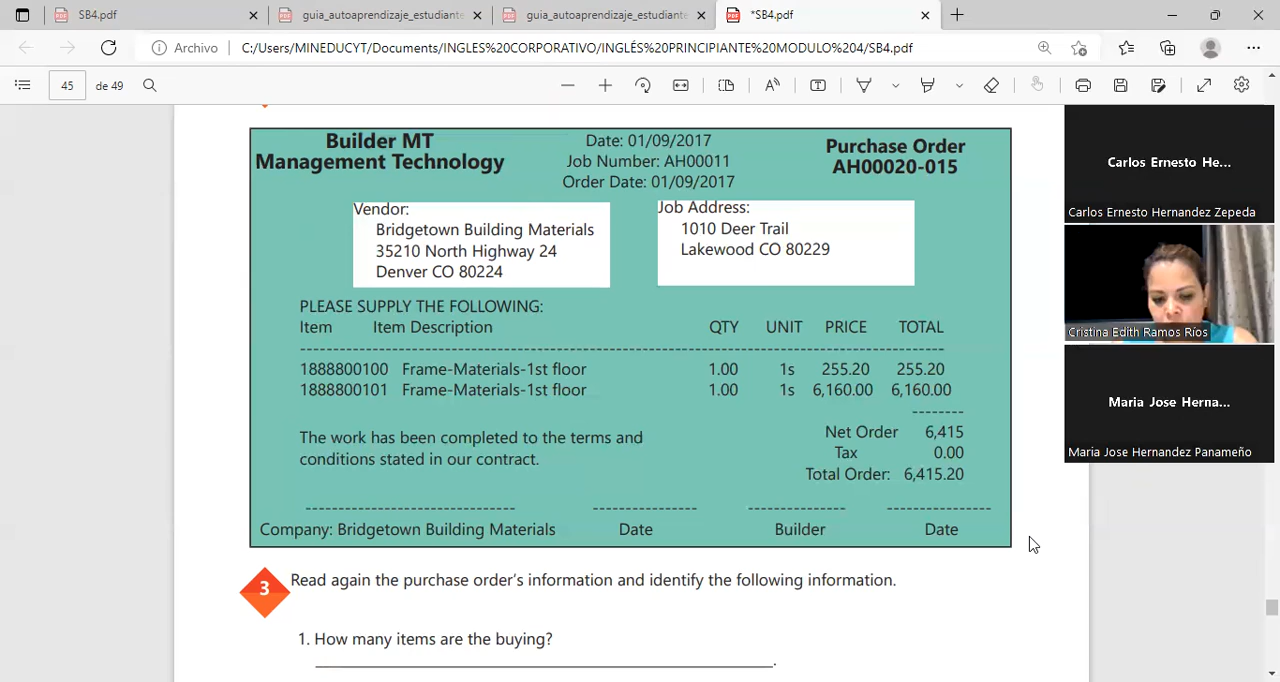 SB4.pdf
guia_autoaprendizaje_estudiante
guia_autoaprendizaje_estudiante
*SB4.pdf
Archivo
C:/Users/MINEDUCYT/Documents/INGLES%20CORPORATIVO/INGLÉS%20PRINCIPIANTE%20MODULO%204/SB4.pdf
45 de 49
Builder MT
Management Technology
Date: 01/09/2017
Job Number: AH00011
Order Date: 01/09/2017
Purchase Order
AH00020-015
Vendor:
Bridgetown Building Materials
35210 North Highway 24
Denver CO 80224
Job Address:
1010 Deer Trail
Lakewood CO 80229
PLEASE SUPPLY THE FOLLOWING:
Item Item Description QTY UNIT PRICE TOTAL
1888800100 Frame-Materials-1st floor 1.00 1s 255.20 255.20
1888800101 Frame-Materials-1st floor 1.00 1s 6,160.00 6,160.00
The work has been completed to the terms and
conditions stated in our contract.
Net Order 6,415
Tax 0.00
Total Order: 6,415.20
Company: Bridgetown Building Materials Date Builder Date
3 Read again the purchase order's information and identify the following information.
1. How many items are the buying?
Carlos Ernesto He...
Carlos Ernesto Hernandez Zepeda
Cristina Edith Ramos Ríos
Maria Jose Herna...
Maria Jose Hernandez Panameño